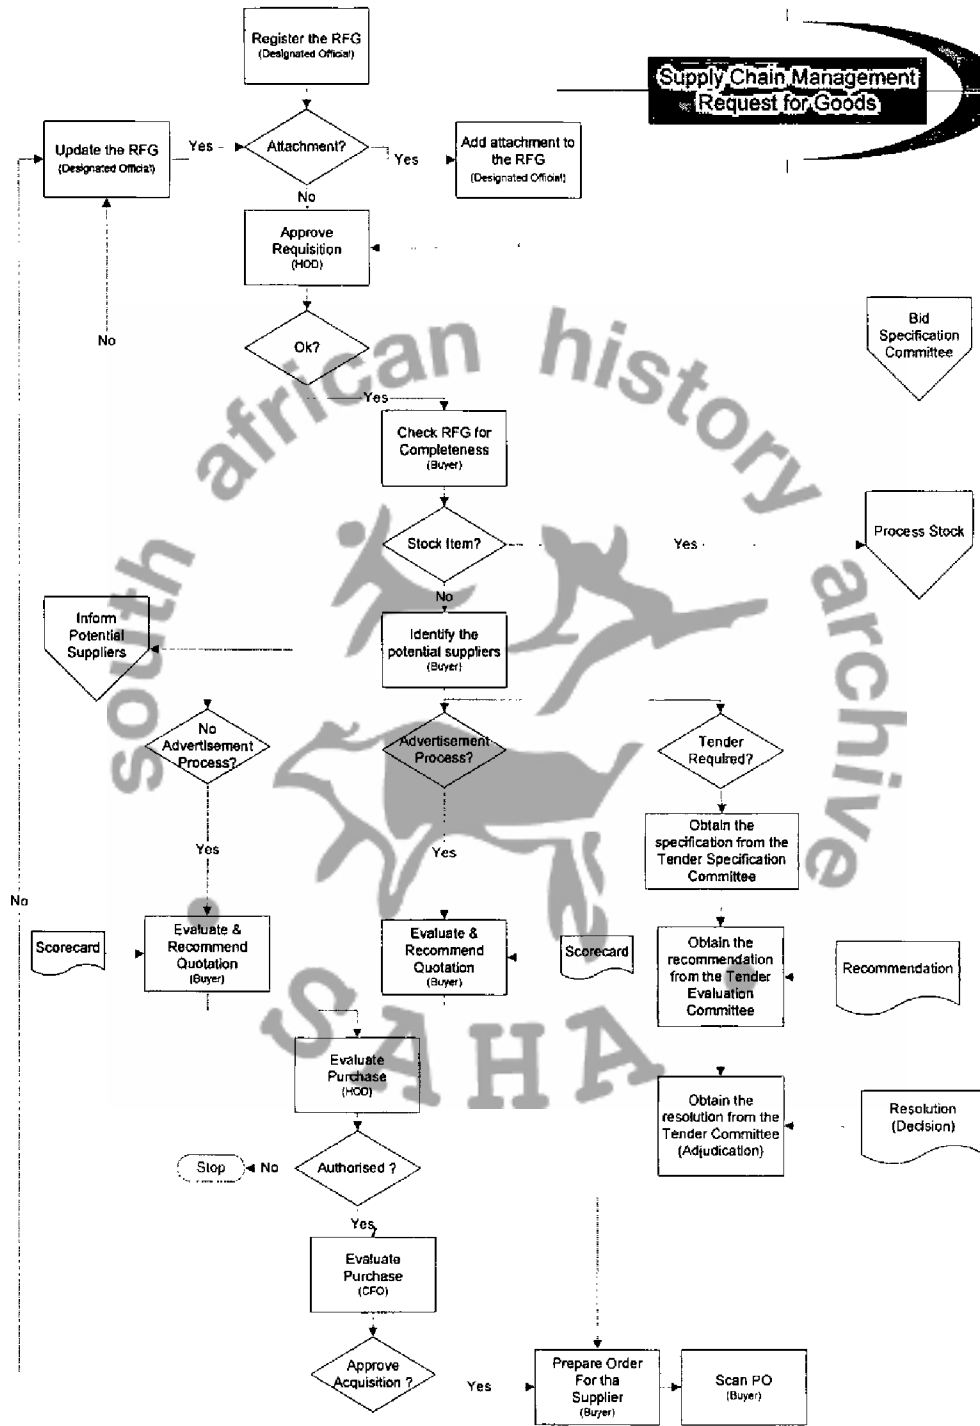 Register the RFG
(Designated Official)
Supply Chain Management
Request for Goods
Update the RFG
(Designated Official)
Yes
Attachment?
Yes
Add attachment to
the RFG
(Designated Official)
No
Approve
Requisition
(HOD)
No
Ok?
Bid
Specification
Committee
Yes
Check RFG for
Completeness
(Buyer)
Stock Item?
Yes
Process Stock
No
Inform
Potential
Suppliers
Identify the
potential suppliers
(Buyer)
No
Advertisement
Process?
Advertisement
Process?
Tender
Required?
Yes
Yes
Obtain the
specification from the
Tender Specification
Committee
No
Scorecard
Evaluate &
Recommend
Quotation
(Buyer)
Evaluate &
Recommend
Quotation
(Buyer)
Scorecard
Obtain the
recommendation
from the Tender
Evaluation
Committee
Recommendation
Evaluate
Purchase
(HOD)
Obtain the
resolution from the
Tender Committee
(Adjudication)
Resolution
(Decision)
Stop
No
Authorised ?
Yes
Evaluate
Purchase
(CFO)
Approve
Acquisition ?
Yes
Prepare Order
For tha
Supplier
(Buyer)
Scan PO
(Buyer)
south african history archive
SAHA